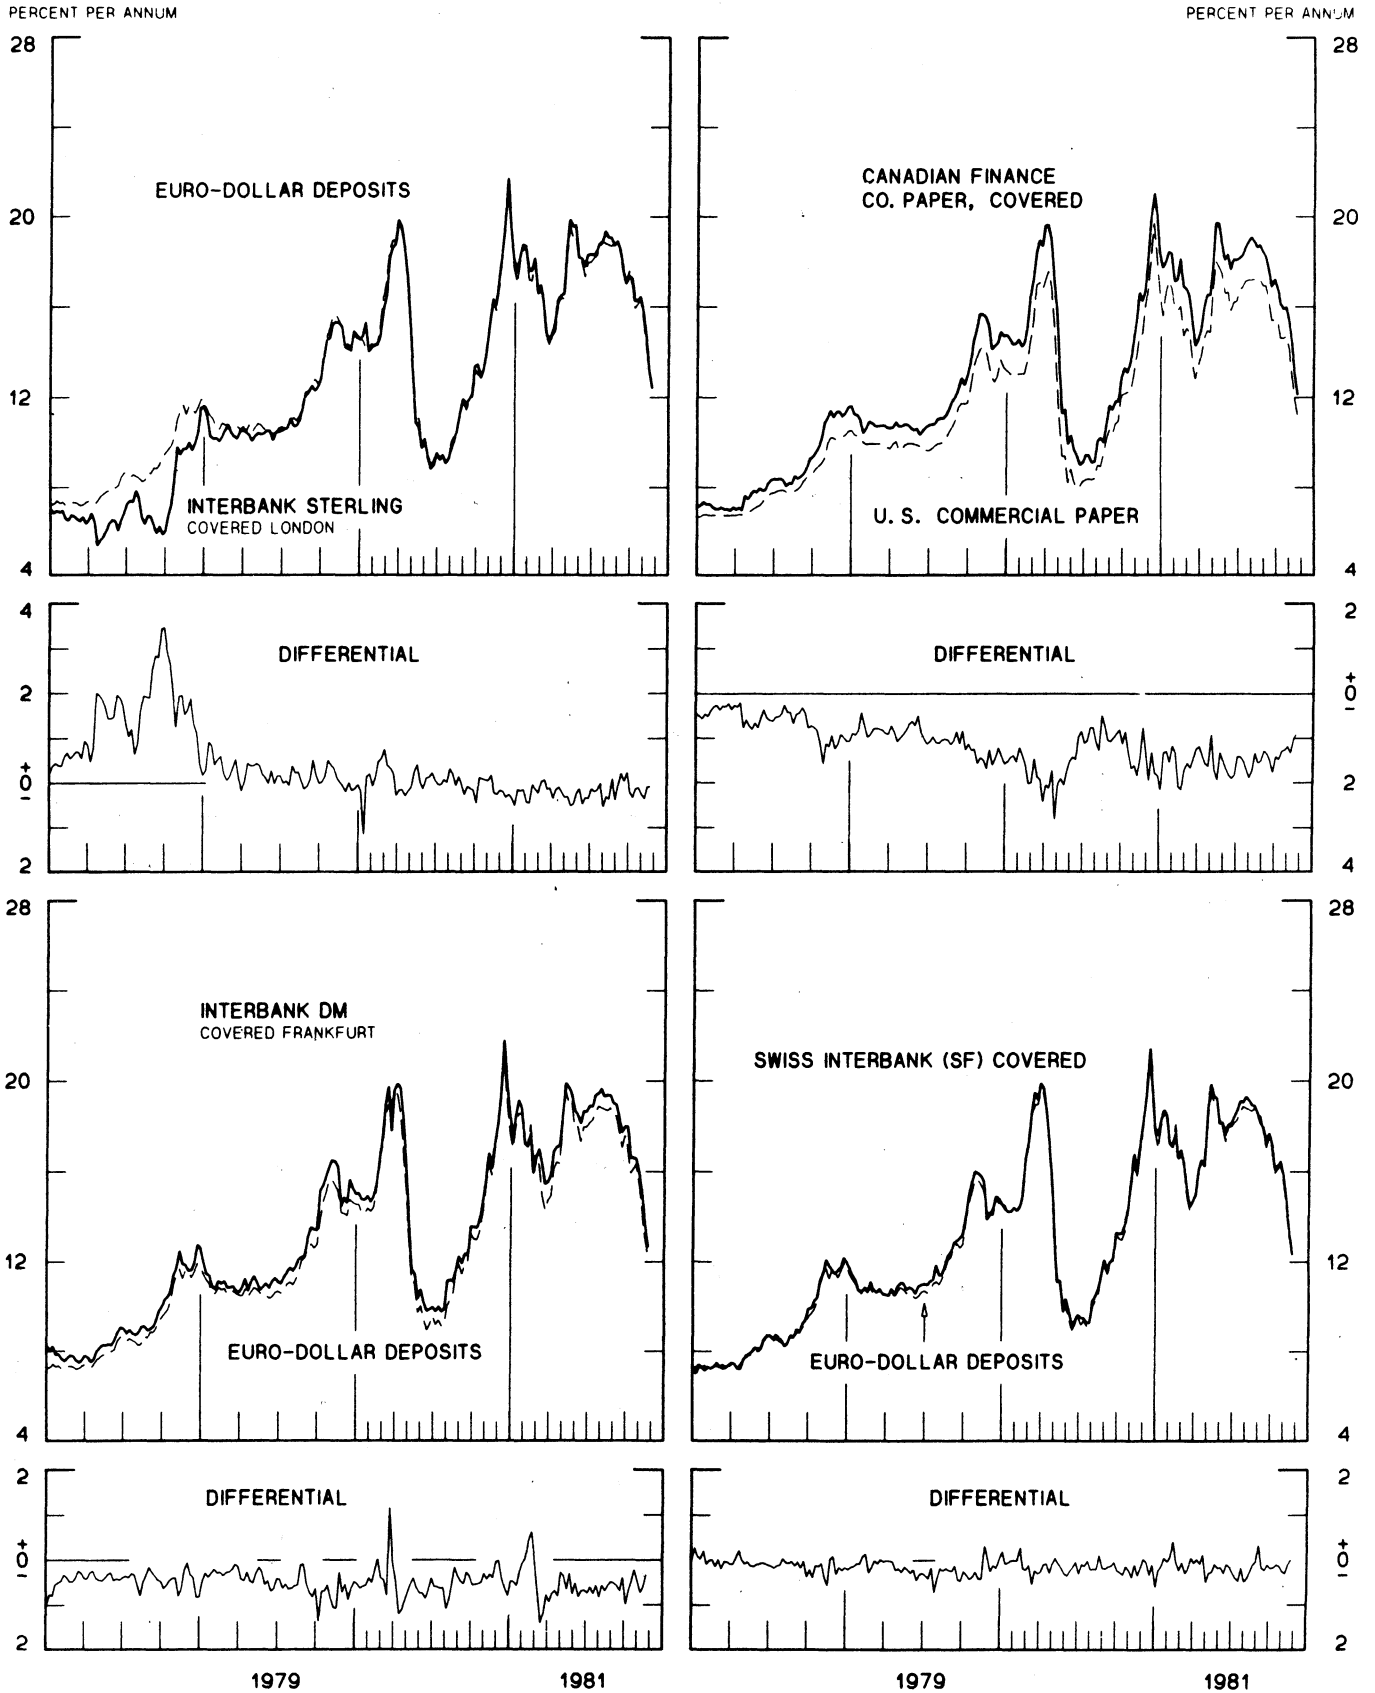 PERCENT PER ANNUM
PERCENT PER ANNUM
28
28
EURO-DOLLAR DEPOSITS
CANADIAN FINANCE
CO. PAPER, COVERED
20
20
12
12
INTERBANK STERLING
COVERED LONDON
U. S. COMMERCIAL PAPER
4
4
4
DIFFERENTIAL
2
+
0
–
2
2
DIFFERENTIAL
+
0
–
2
4
28
28
INTERBANK DM
COVERED FRANKFURT
SWISS INTERBANK (SF) COVERED
20
20
12
12
EURO-DOLLAR DEPOSITS
EURO-DOLLAR DEPOSITS
4
4
2
DIFFERENTIAL
+
0
–
2
2
DIFFERENTIAL
+
0
–
2
1979
1981
1979
1981